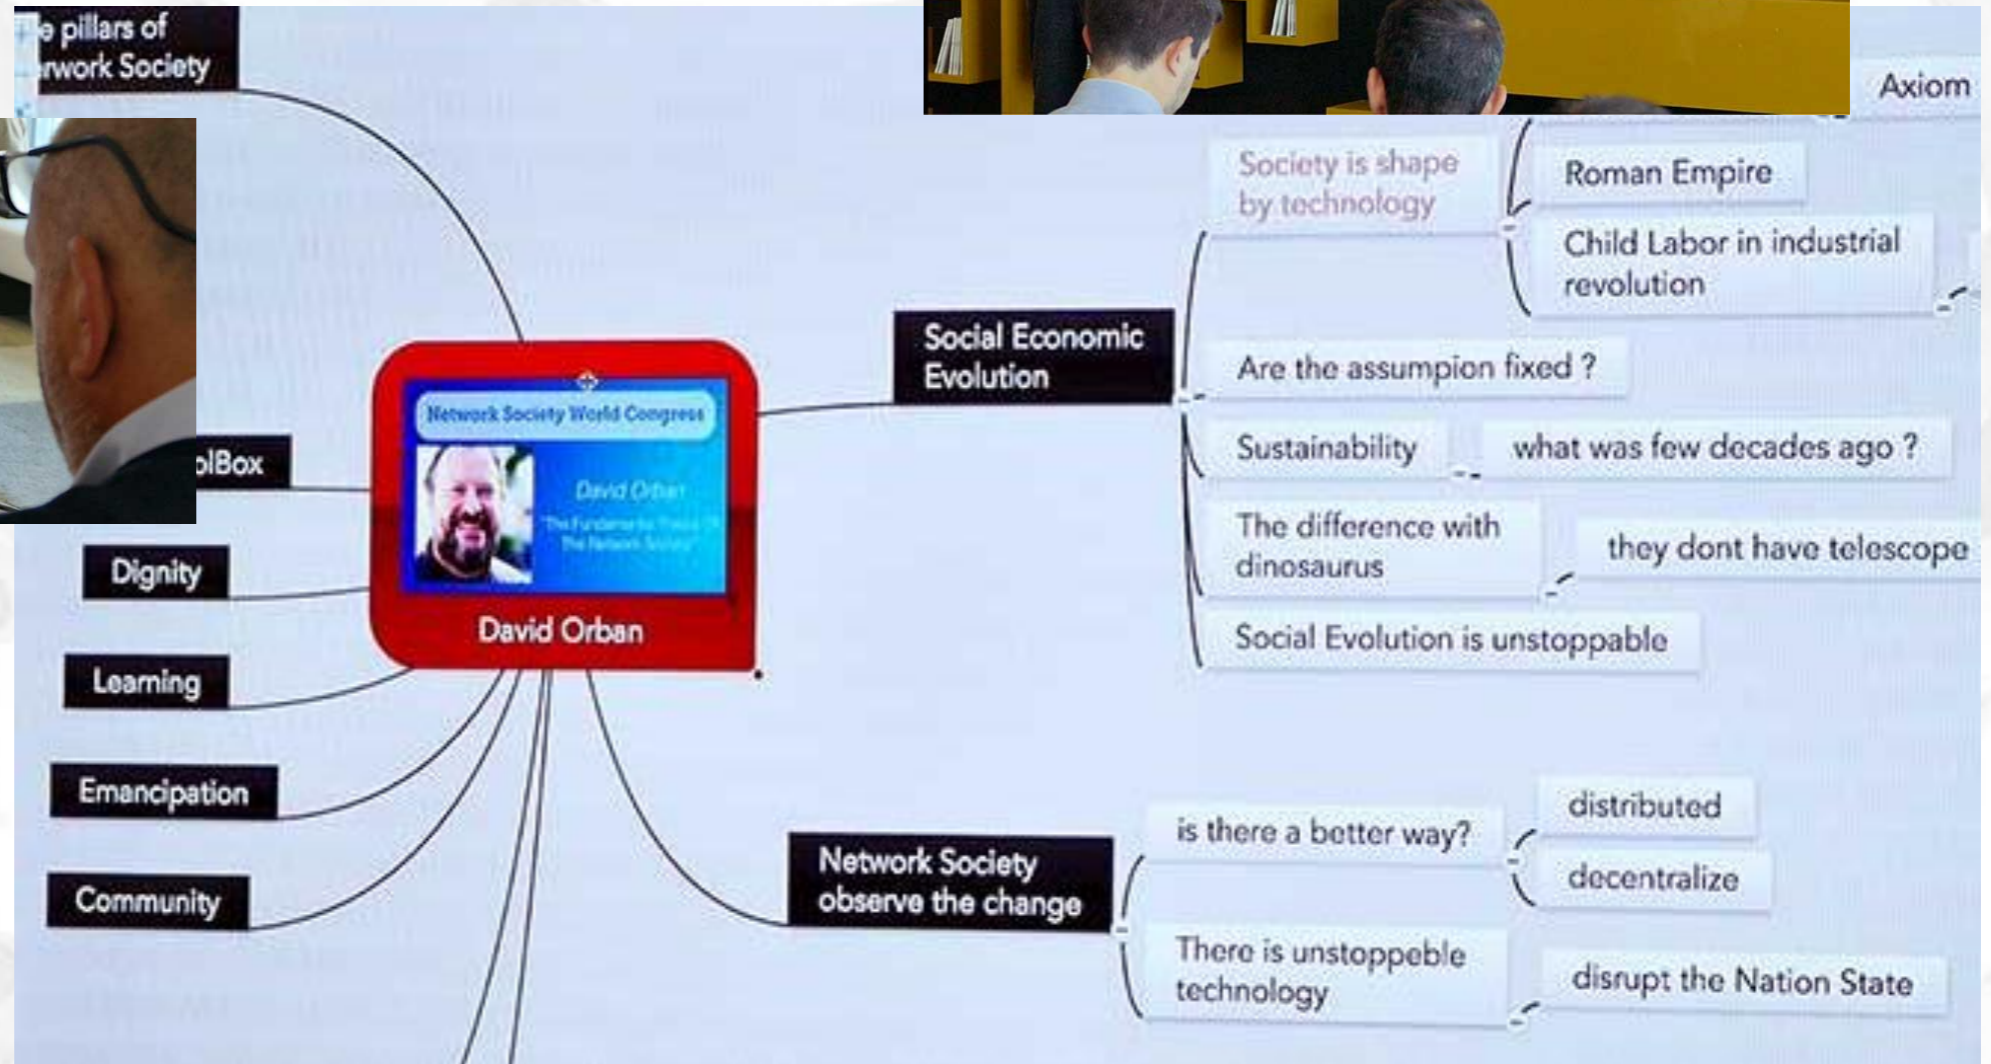 e pillars of
rwork Society
olBox
Dignity
Learning
Emancipation
Community
Network Society World Congress
David Orban
The Network Society"
David Orban
Social Economic
Evolution
Society is shape
by technology
Axiom
Roman Empire
Child Labor in industrial
revolution
Are the assumpion fixed ?
Sustainability
what was few decades ago ?
The difference with
dinosaurus
they dont have telescope
Social Evolution is unstoppable
Network Society
observe the change
is there a better way?
distributed
decentralize
There is unstoppeble
technology
disrupt the Nation State